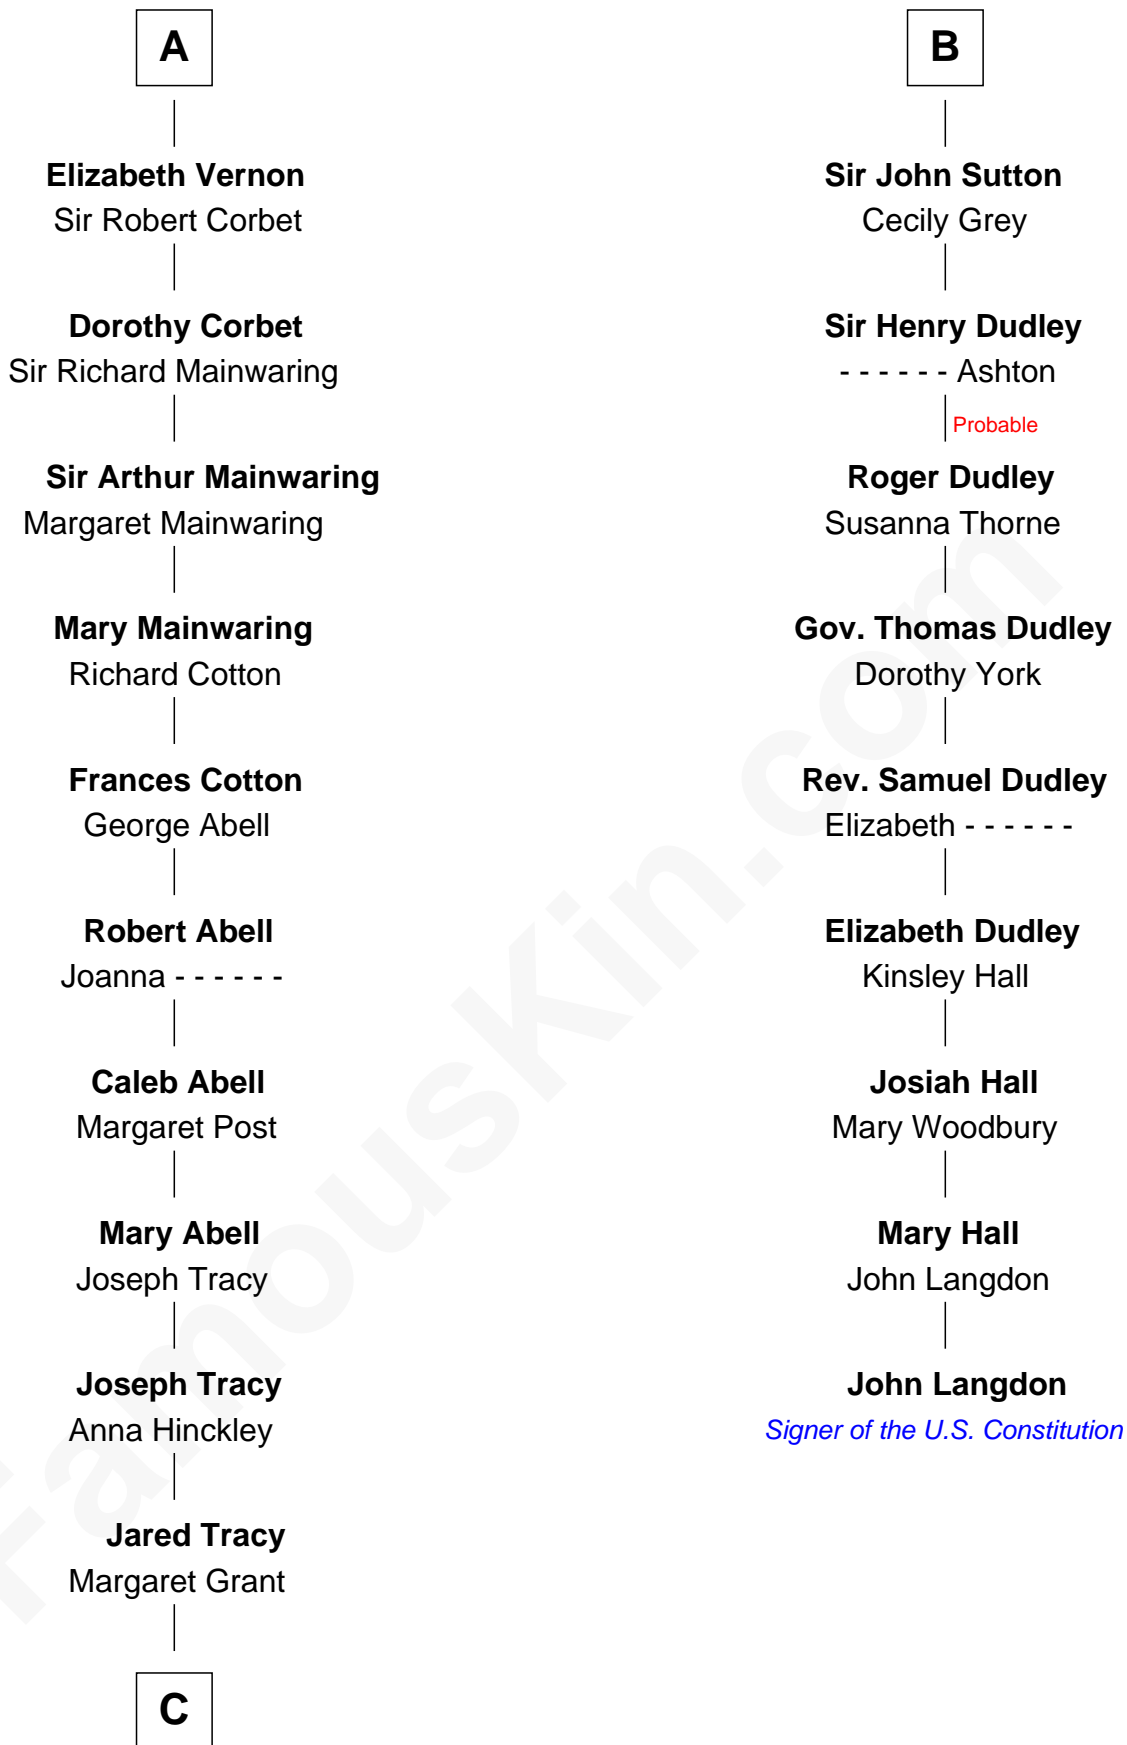 A
Elizabeth Vernon
Sir Robert Corbet
Dorothy Corbet
Sir Richard Mainwaring
Sir Arthur Mainwaring
Margaret Mainwaring
Mary Mainwaring
Richard Cotton
Frances Cotton
George Abell
Robert Abell
Joanna - - - - - -
Caleb Abell
Margaret Post
Mary Abell
Joseph Tracy
Joseph Tracy
Anna Hinckley
Jared Tracy
Margaret Grant
C
B
Sir John Sutton
Cecily Grey
Sir Henry Dudley
- - - - - - Ashton
Probable
Roger Dudley
Susanna Thorne
Gov. Thomas Dudley
Dorothy York
Rev. Samuel Dudley
Elizabeth - - - - - -
Elizabeth Dudley
Kinsley Hall
Josiah Hall
Mary Woodbury
Mary Hall
John Langdon
John Langdon
Signer of the U.S. Constitution
FamousKin.com